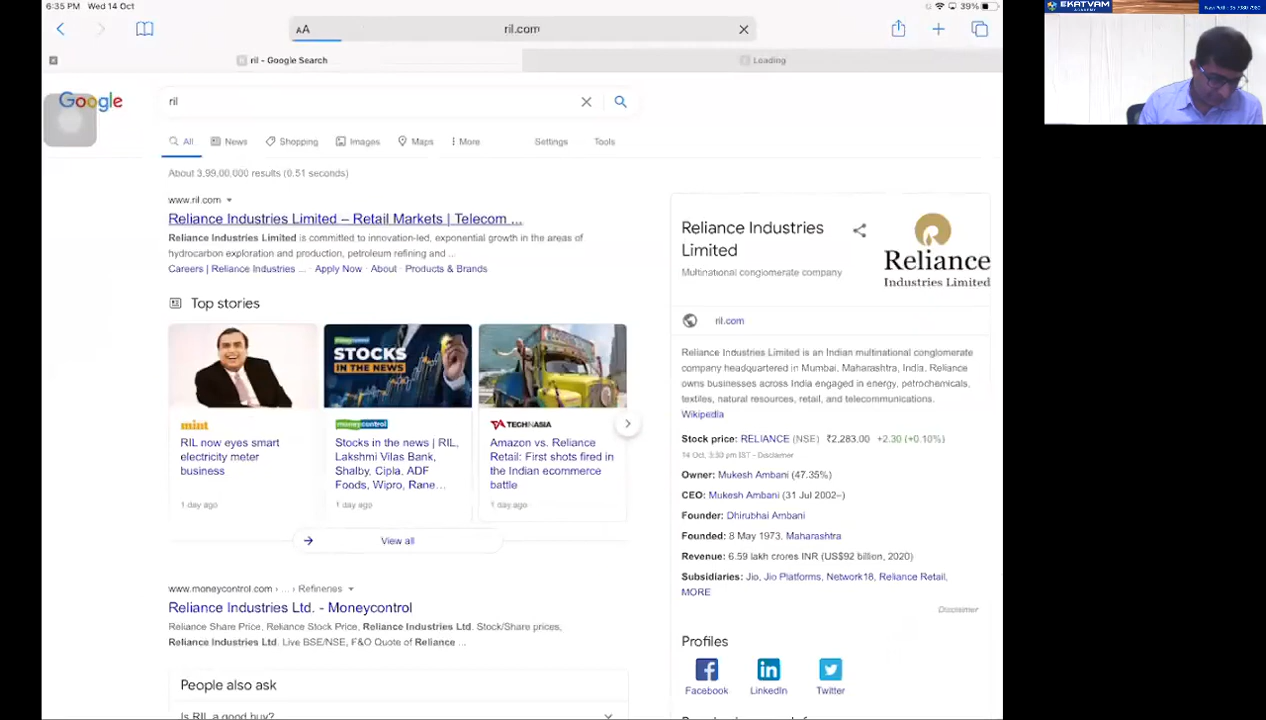 6:35 PM Wed 14 Oct
39%
AA
ril.com
ril - Google Search
Loading
EKATVAM
ACADEMY
Google
ril
All
News
Shopping
Images
Maps
More
Settings
Tools
About 3,99,00,000 results (0.51 seconds)
www.ril.com
Reliance Industries Limited – Retail Markets | Telecom ...
Reliance Industries Limited is committed to innovation-led, exponential growth in the areas of
hydrocarbon exploration and production, petroleum refining and ...
Careers | Reliance Industries ... · Apply Now · About · Products & Brands
Top stories
STOCKS
IN THE NEWS
mint
RIL now eyes smart
electricity meter
business
1 day ago
moneycontrol
Stocks in the news | RIL,
Lakshmi Vilas Bank,
Shalby, Cipla, ADF
Foods, Wipro, Rane...
1 day ago
TECHINASIA
Amazon vs. Reliance
Retail: First shots fired in
the Indian ecommerce
battle
1 day ago
View all
www.moneycontrol.com › ... › Refineries
Reliance Industries Ltd. - Moneycontrol
Reliance Share Price, Reliance Stock Price, Reliance Industries Ltd. Stock/Share prices,
Reliance Industries Ltd. Live BSE/NSE, F&O Quote of Reliance ...
People also ask
Is RIL a good buy?
Reliance Industries
Limited
Multinational conglomerate company
Reliance
Industries Limited
ril.com
Reliance Industries Limited is an Indian multinational conglomerate
company headquartered in Mumbai, Maharashtra, India. Reliance
owns businesses across India engaged in energy, petrochemicals,
textiles, natural resources, retail, and telecommunications.
Wikipedia
Stock price: RELIANCE (NSE) ₹2,283.00 +2.30 (+0.10%)
14 Oct, 3:30 pm IST - Disclaimer
Owner: Mukesh Ambani (47.35%)
CEO: Mukesh Ambani (31 Jul 2002–)
Founder: Dhirubhai Ambani
Founded: 8 May 1973, Maharashtra
Revenue: 6.59 lakh crores INR (US$92 billion, 2020)
Subsidiaries: Jio, Jio Platforms, Network18, Reliance Retail,
MORE
Disclaimer
Profiles
Facebook
LinkedIn
Twitter